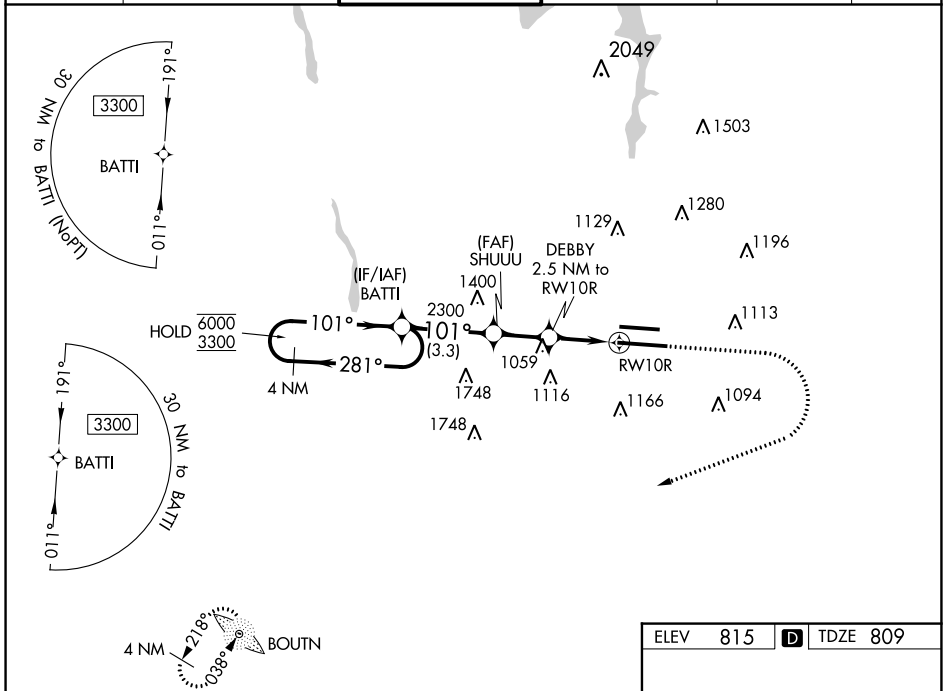 2049
1503
30 NM to BATTI (NoPT)
191°
3300
BATTI
011°
1280
1129
1196
(FAF)
SHUUU
DEBBY
2.5 NM to
RW10R
(IF/IAF)
BATTI
1400
2300
1113
HOLD 6000
3300
101°
101°
(3.3)
281°
4 NM
1059
RW10R
1748
1116
1166
1094
1748
191°
30 NM to BATTI
3300
BATTI
011°
4 NM
218°
038°
BOUTN
ELEV 815 D TDZE 809